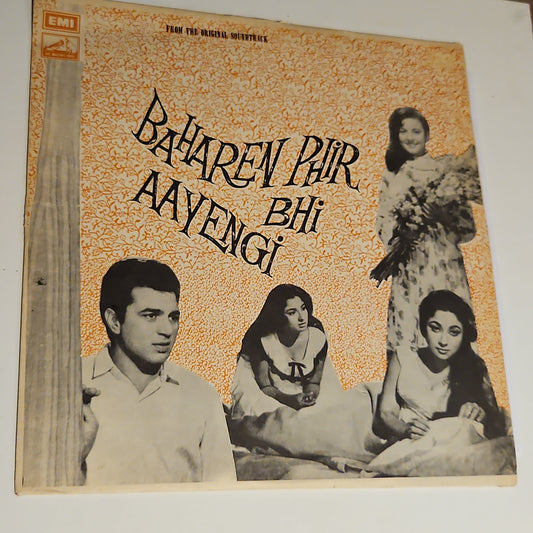 EMI
FROM THE ORIGINAL SOUNDTRACK
BAHAREN PHIR
BHI
AAYENGI